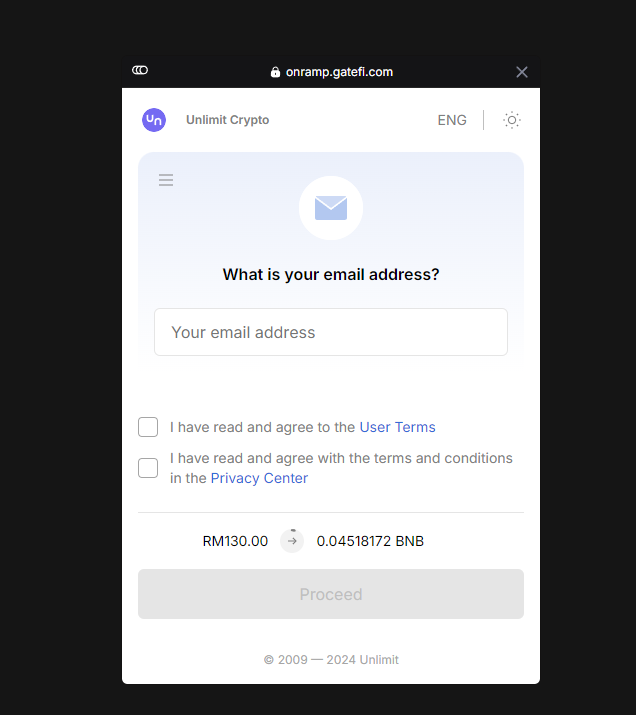 onramp.gatefi.com
Unlimit Crypto
ENG
What is your email address?
Your email address
I have read and agree to the User Terms
I have read and agree with the terms and conditions
in the Privacy Center
RM130.00
0.04518172 BNB
Proceed
© 2009 — 2024 Unlimit